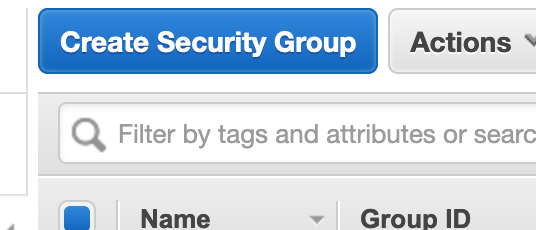 Create Security Group
Actions
Filter by tags and attributes or searc
Name
Group ID